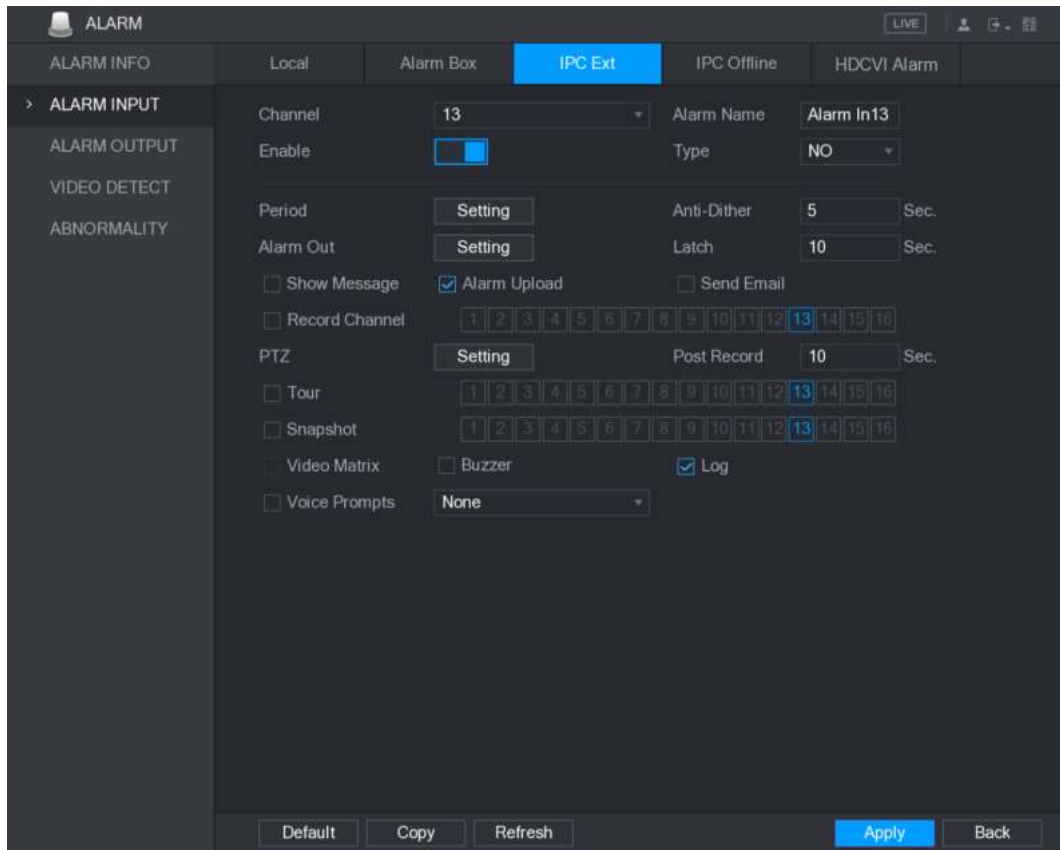 ALARM LIVE
ALARM INFO
ALARM INPUT
ALARM OUTPUT
VIDEO DETECT
ABNORMALITY
Local Alarm Box IPC Ext IPC Offline HDCVI Alarm
Channel 13 Alarm Name Alarm In13
Enable Type NO
Period Setting Anti-Dither 5 Sec.
Alarm Out Setting Latch 10 Sec.
Show Message Alarm Upload Send Email
Record Channel 1 2 3 4 5 6 7 8 9 10 11 12 13 14 15 16
PTZ Setting Post Record 10 Sec.
Tour 1 2 3 4 5 6 7 8 9 10 11 12 13 14 15 16
Snapshot 1 2 3 4 5 6 7 8 9 10 11 12 13 14 15 16
Video Matrix Buzzer Log
Voice Prompts None
Default Copy Refresh Apply Back